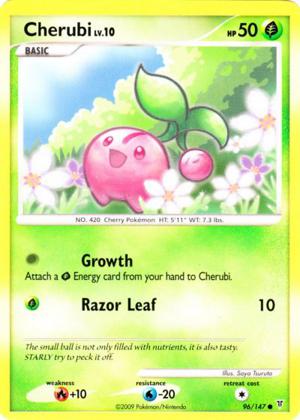 Cherubi LV.10 HP 50
BASIC
NO. 420 Cherry Pokémon HT: 5'11" WT: 7.3 lbs.
Growth
Attach a Energy card from your hand to Cherubi.
Razor Leaf 10
The small ball is not only filled with nutrients, it is also tasty.
STARLY try to peck it off.
Illus. Saya Tsuruta
weakness resistance retreat cost
+10 -20
©2009 Pokémon/Nintendo 96/147